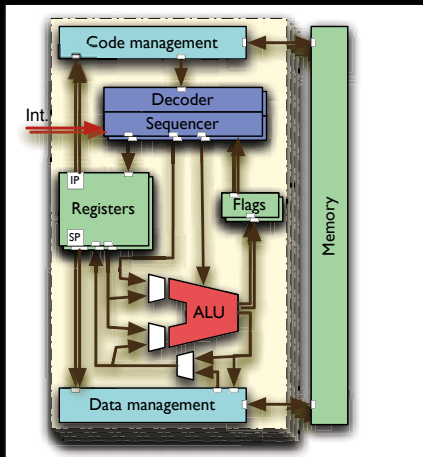 Code management
Decoder
Int.
Sequencer
IP
Registers
Flags
SP
Memory
ALU
Data management